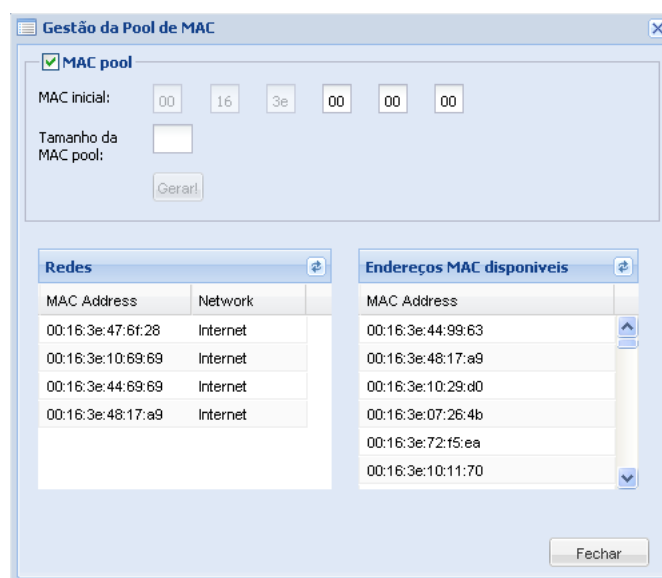 Gestão da Pool de MAC
MAC pool
MAC inicial: 00 16 3e 00 00 00
Tamanho da
MAC pool:
Gerar!
Redes
MAC Address Network
00:16:3e:47:6f:28 Internet
00:16:3e:10:69:69 Internet
00:16:3e:44:69:69 Internet
00:16:3e:48:17:a9 Internet
Endereços MAC disponiveis
MAC Address
00:16:3e:44:99:63
00:16:3e:48:17:a9
00:16:3e:10:29:d0
00:16:3e:07:26:4b
00:16:3e:72:f5:ea
00:16:3e:10:11:70
Fechar